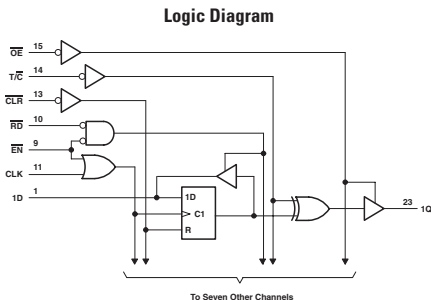 Logic Diagram
OE 15
T/C 14
CLR 13
RD 10
EN 9
CLK 11
1D 1
1D
C1
R
23 1Q
To Seven Other Channels